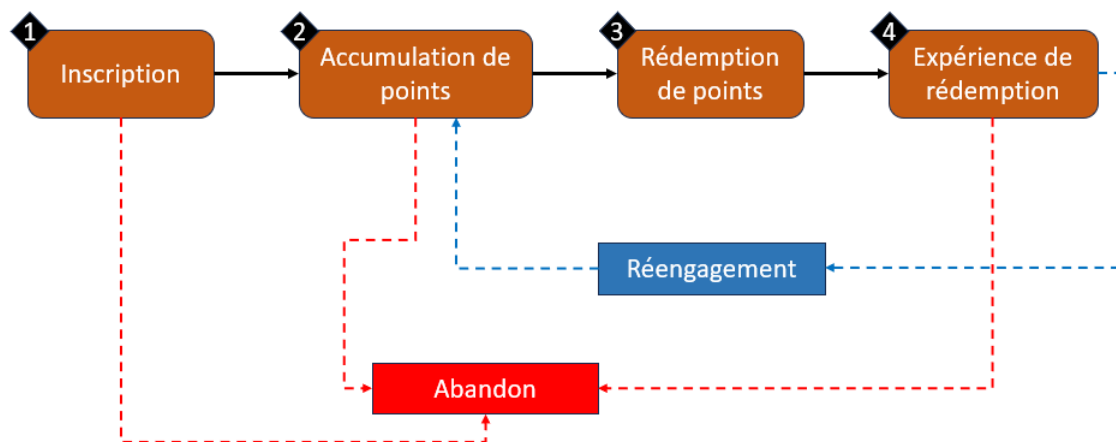 1
Inscription
2
Accumulation de
points
3
Rédemption
de points
4
Expérience de
rédemption
Réengagement
Abandon